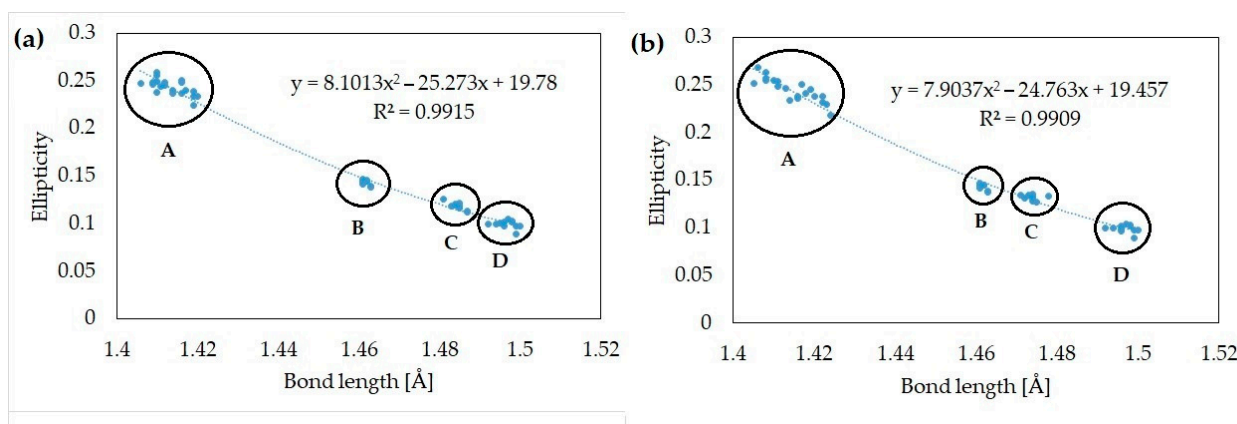 (a)
0.3
0.25
0.2
0.15
0.1
0.05
0
Ellipticity
y = 8.1013x² – 25.273x + 19.78
R² = 0.9915
A
B
C
D
1.4 1.42 1.44 1.46 1.48 1.5 1.52
Bond length [Å]
(b)
0.3
0.25
0.2
0.15
0.1
0.05
0
Ellipticity
y = 7.9037x² – 24.763x + 19.457
R² = 0.9909
A
B
C
D
1.4 1.42 1.44 1.46 1.48 1.5 1.52
Bond length [Å]